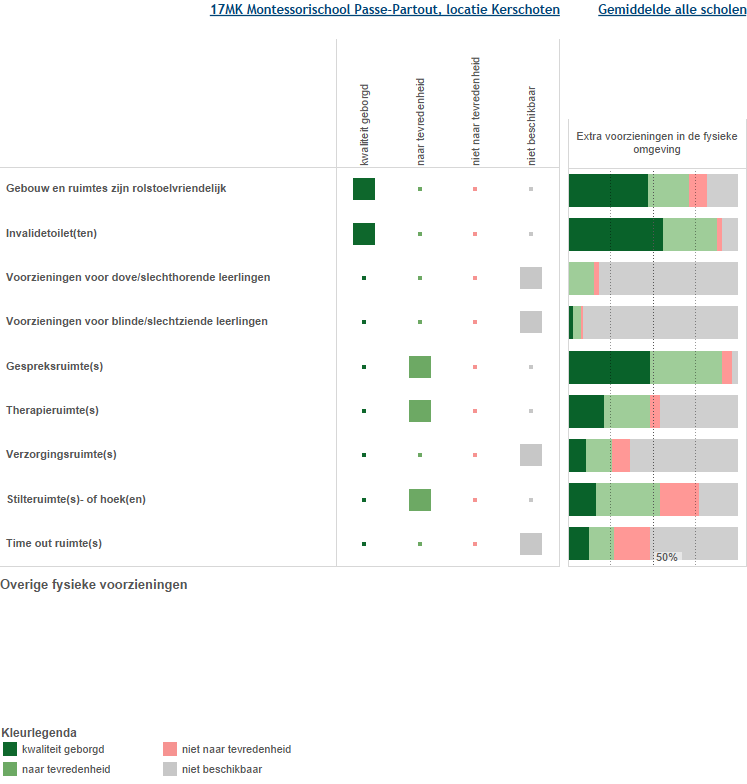 17MK Montessorischool Passe-Partout, locatie Kerschoten
Gemiddelde alle scholen
kwaliteit geborgd
naar tevredenheid
niet naar tevredenheid
niet beschikbaar
Extra voorzieningen in de fysieke
omgeving
Gebouw en ruimtes zijn rolstoelvriendelijk
Invalidetoilet(ten)
Voorzieningen voor dove/slechthorende leerlingen
Voorzieningen voor blinde/slechtziende leerlingen
Gespreksruimte(s)
Therapieruimte(s)
Verzorgingsruimte(s)
Stilteruimte(s)- of hoek(en)
Time out ruimte(s)
50%
Overige fysieke voorzieningen
Kleurlegenda
kwaliteit geborgd
niet naar tevredenheid
naar tevredenheid
niet beschikbaar